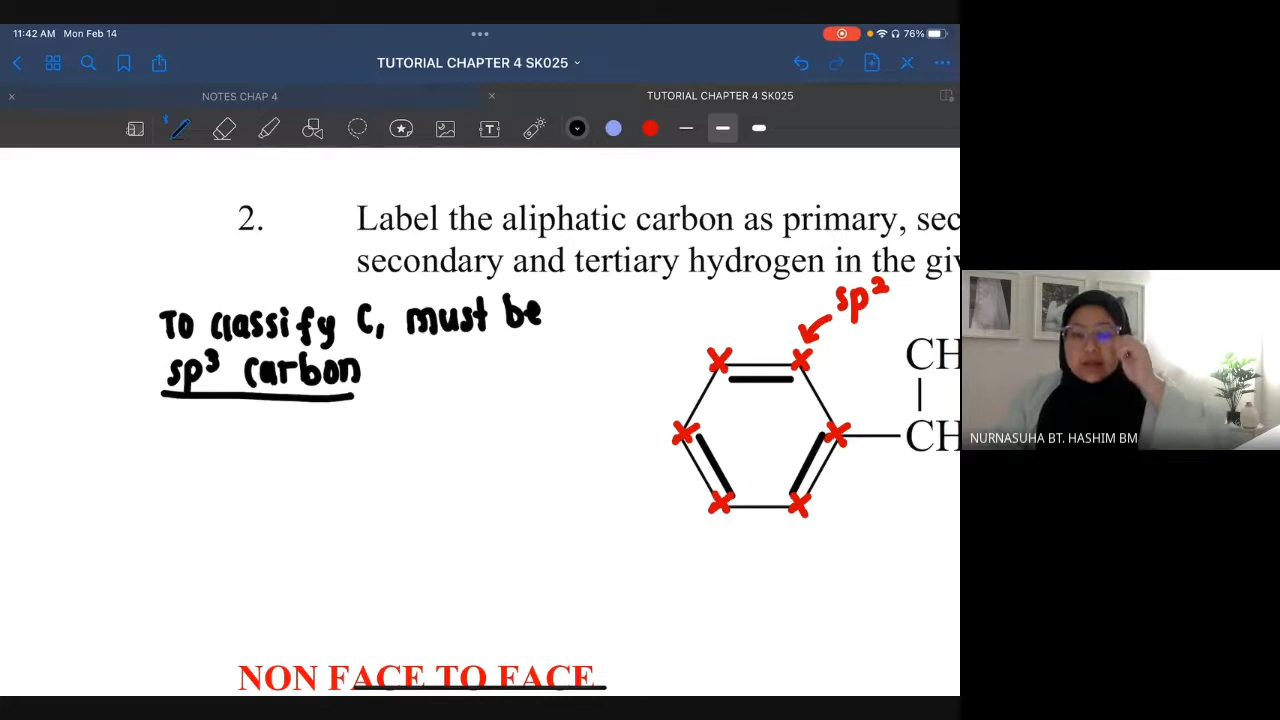 11:42 AM Mon Feb 14
76%
TUTORIAL CHAPTER 4 SK025
NOTES CHAP 4
TUTORIAL CHAPTER 4 SK025
2. Label the aliphatic carbon as primary, sec
secondary and tertiary hydrogen in the giv
sp²
To classify C, must be
sp³ carbon
CH
CH
NURNASUHA BT. HASHIM BM
NON FACE TO FACE